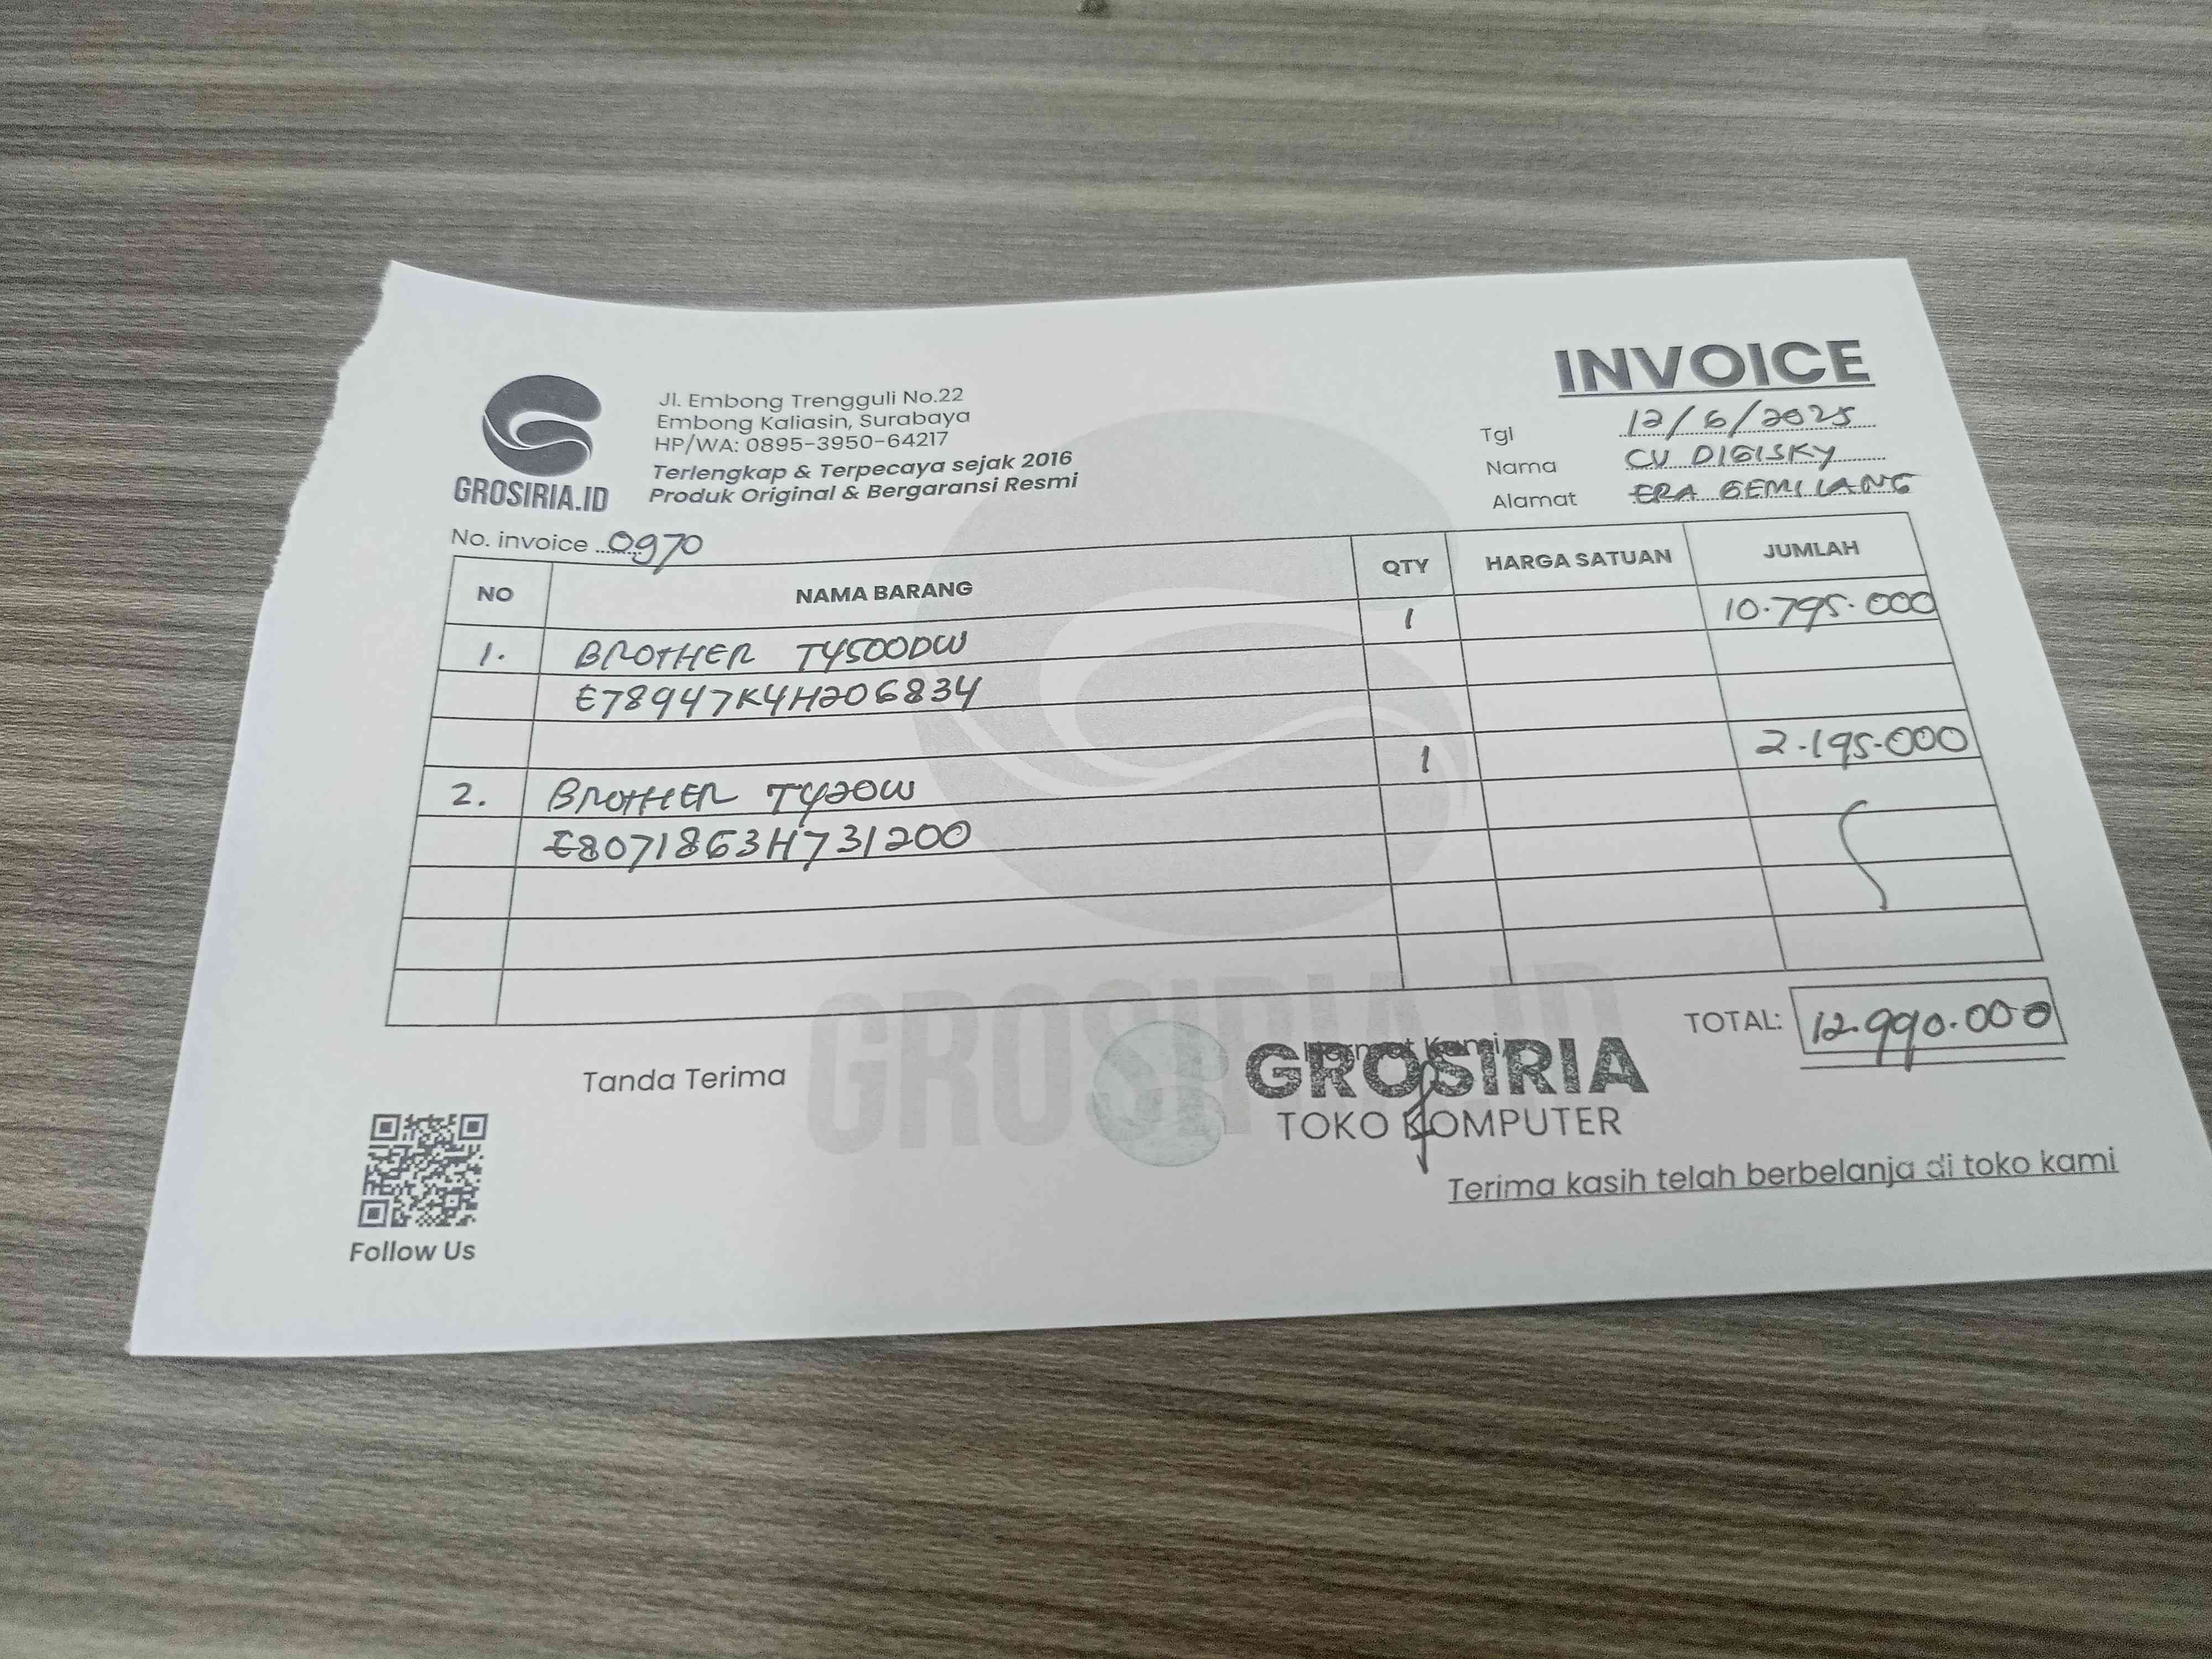 INVOICE
GROSIRIA.ID
Jl. Embong Trengguli No.22
Embong Kaliasin, Surabaya
HP/WA: 0895-3950-64217
Terlengkap & Terpecaya sejak 2016
Produk Original & Bergaransi Resmi
Tgl 12/6/2025
Nama CV DIGISKY
Alamat ERA GEMILANG
No. invoice 0970
NO NAMA BARANG QTY HARGA SATUAN JUMLAH
1. BROTHER T4500DW 1 10.795.000
E78947K4H206834
2. BROTHER T420W 1 2.195.000
E80718G3H731200
TOTAL: 12.990.000
GROSIRIA.ID
Tanda Terima
Hormat Kami
GROSIRIA
TOKO KOMPUTER
Terima kasih telah berbelanja di toko kami
Follow Us